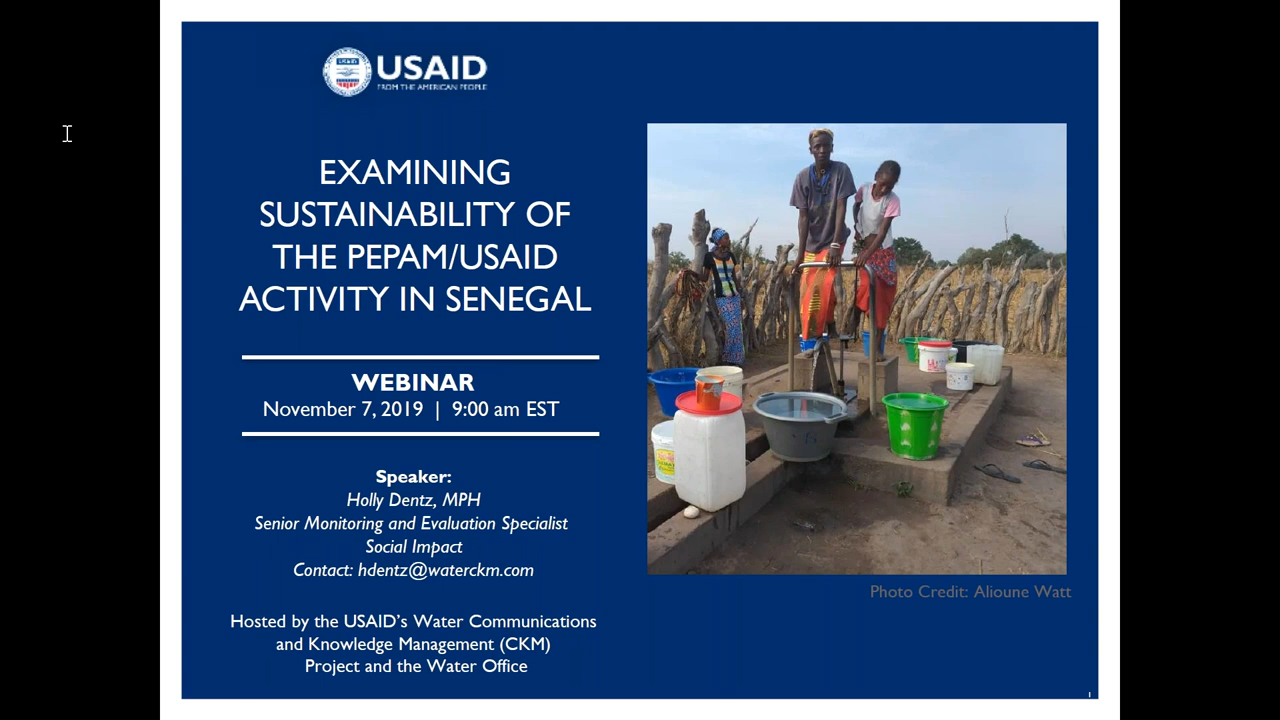 USAID
FROM THE AMERICAN PEOPLE
EXAMINING
SUSTAINABILITY OF
THE PEPAM/USAID
ACTIVITY IN SENEGAL
WEBINAR
November 7, 2019 | 9:00 am EST
Speaker:
Holly Dentz, MPH
Senior Monitoring and Evaluation Specialist
Social Impact
Contact: hdentz@waterckm.com
Hosted by the USAID's Water Communications
and Knowledge Management (CKM)
Project and the Water Office
Photo Credit: Alioune Watt
1